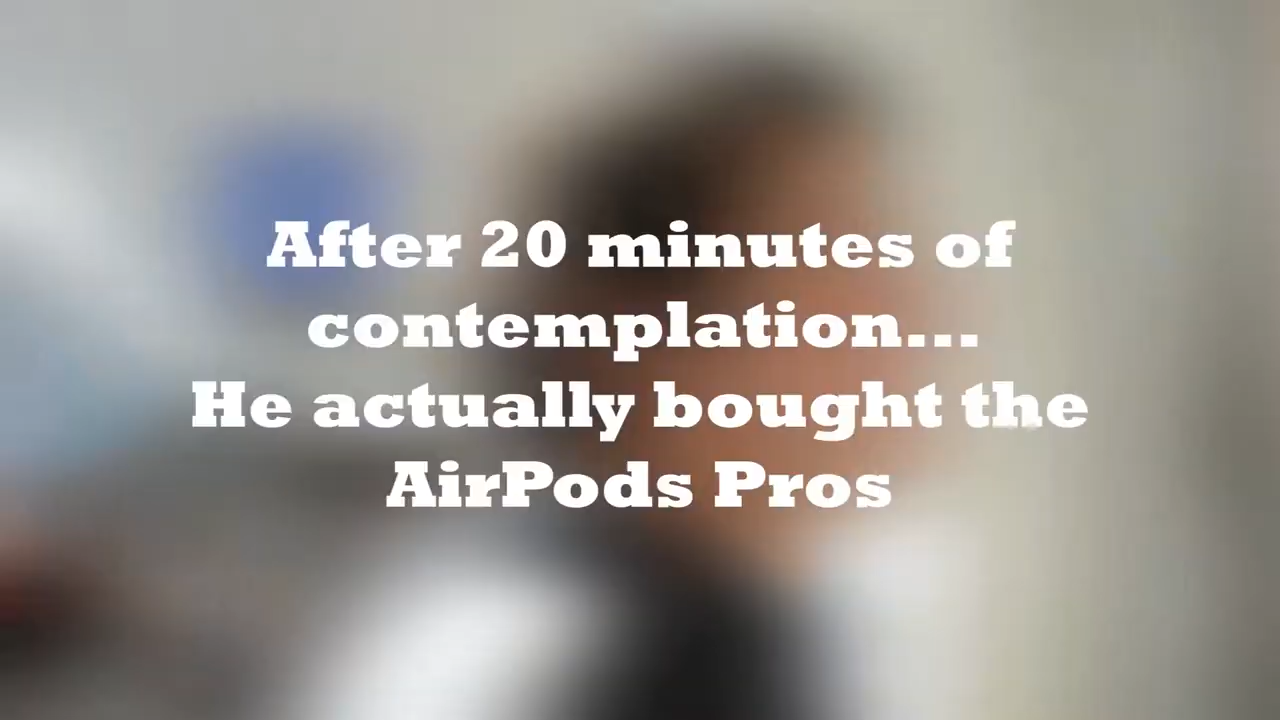 After 20 minutes of
contemplation...
He actually bought the
AirPods Pros